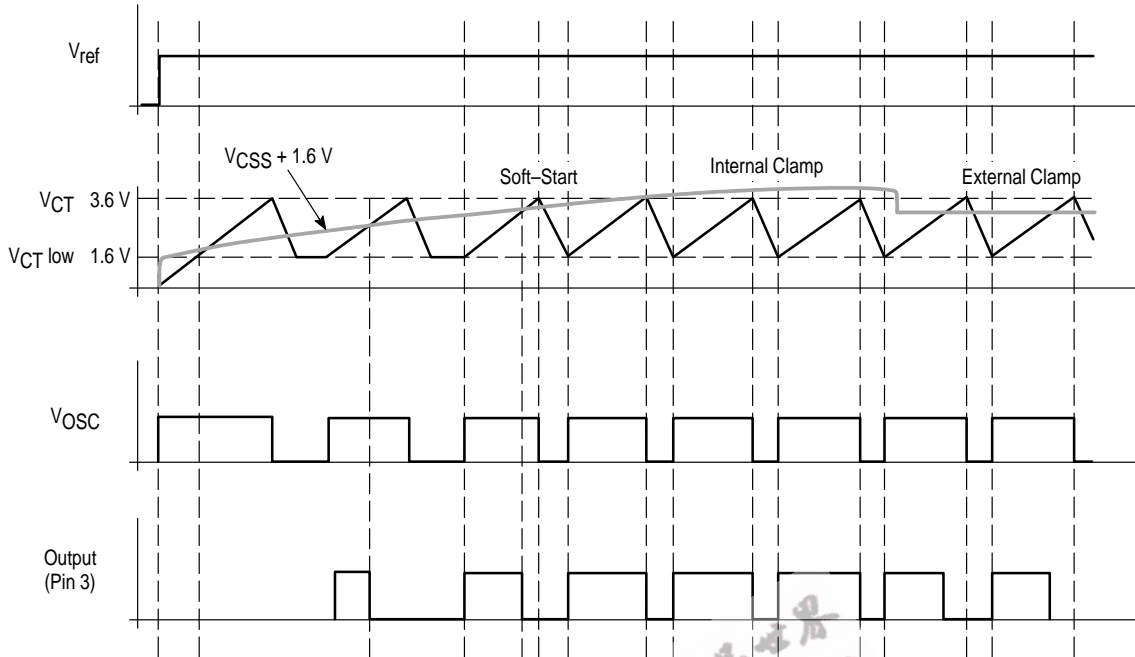 Vref
VCSS + 1.6 V
Soft–Start
Internal Clamp
External Clamp
VCT 3.6 V
VCT low 1.6 V
VOSC
Output
(Pin 3)